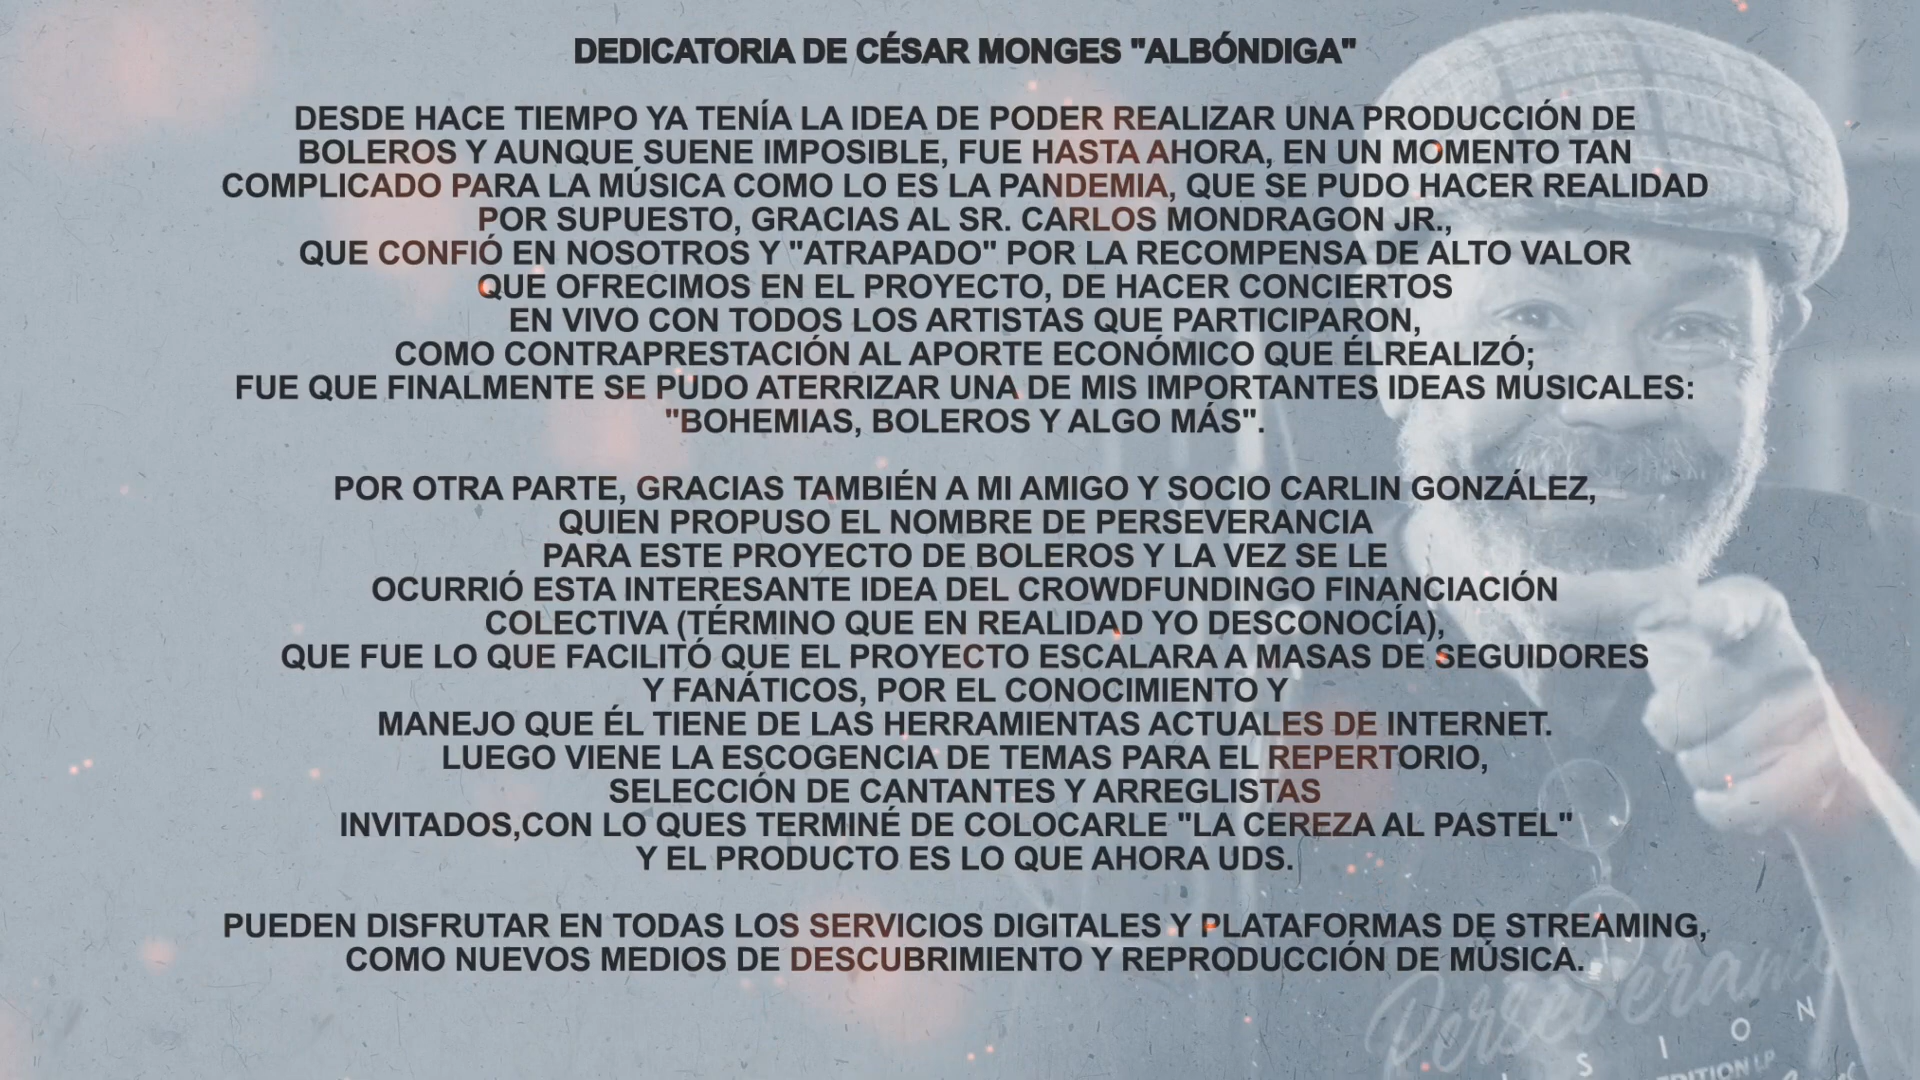 DEDICATORIA DE CÉSAR MONGES "ALBÓNDIGA"
DESDE HACE TIEMPO YA TENÍA LA IDEA DE PODER REALIZAR UNA PRODUCCIÓN DE
BOLEROS Y AUNQUE SUENE IMPOSIBLE, FUE HASTA AHORA, EN UN MOMENTO TAN
COMPLICADO PARA LA MÚSICA COMO LO ES LA PANDEMIA, QUE SE PUDO HACER REALIDAD
POR SUPUESTO, GRACIAS AL SR. CARLOS MONDRAGON JR.,
QUE CONFIÓ EN NOSOTROS Y "ATRAPADO" POR LA RECOMPENSA DE ALTO VALOR
QUE OFRECIMOS EN EL PROYECTO, DE HACER CONCIERTOS
EN VIVO CON TODOS LOS ARTISTAS QUE PARTICIPARON,
COMO CONTRAPRESTACIÓN AL APORTE ECONÓMICO QUE ÉLREALIZÓ;
FUE QUE FINALMENTE SE PUDO ATERRIZAR UNA DE MIS IMPORTANTES IDEAS MUSICALES:
"BOHEMIAS, BOLEROS Y ALGO MÁS".
POR OTRA PARTE, GRACIAS TAMBIÉN A MI AMIGO Y SOCIO CARLIN GONZÁLEZ,
QUIEN PROPUSO EL NOMBRE DE PERSEVERANCIA
PARA ESTE PROYECTO DE BOLEROS Y LA VEZ SE LE
OCURRIÓ ESTA INTERESANTE IDEA DEL CROWDFUNDINGO FINANCIACIÓN
COLECTIVA (TÉRMINO QUE EN REALIDAD YO DESCONOCÍA),
QUE FUE LO QUE FACILITÓ QUE EL PROYECTO ESCALARA A MASAS DE SEGUIDORES
Y FANÁTICOS, POR EL CONOCIMIENTO Y
MANEJO QUE ÉL TIENE DE LAS HERRAMIENTAS ACTUALES DE INTERNET.
LUEGO VIENE LA ESCOGENCIA DE TEMAS PARA EL REPERTORIO,
SELECCIÓN DE CANTANTES Y ARREGLISTAS
INVITADOS,CON LO QUES TERMINÉ DE COLOCARLE "LA CEREZA AL PASTEL"
Y EL PRODUCTO ES LO QUE AHORA UDS.
PUEDEN DISFRUTAR EN TODAS LOS SERVICIOS DIGITALES Y PLATAFORMAS DE STREAMING,
COMO NUEVOS MEDIOS DE DESCUBRIMIENTO Y REPRODUCCIÓN DE MÚSICA.